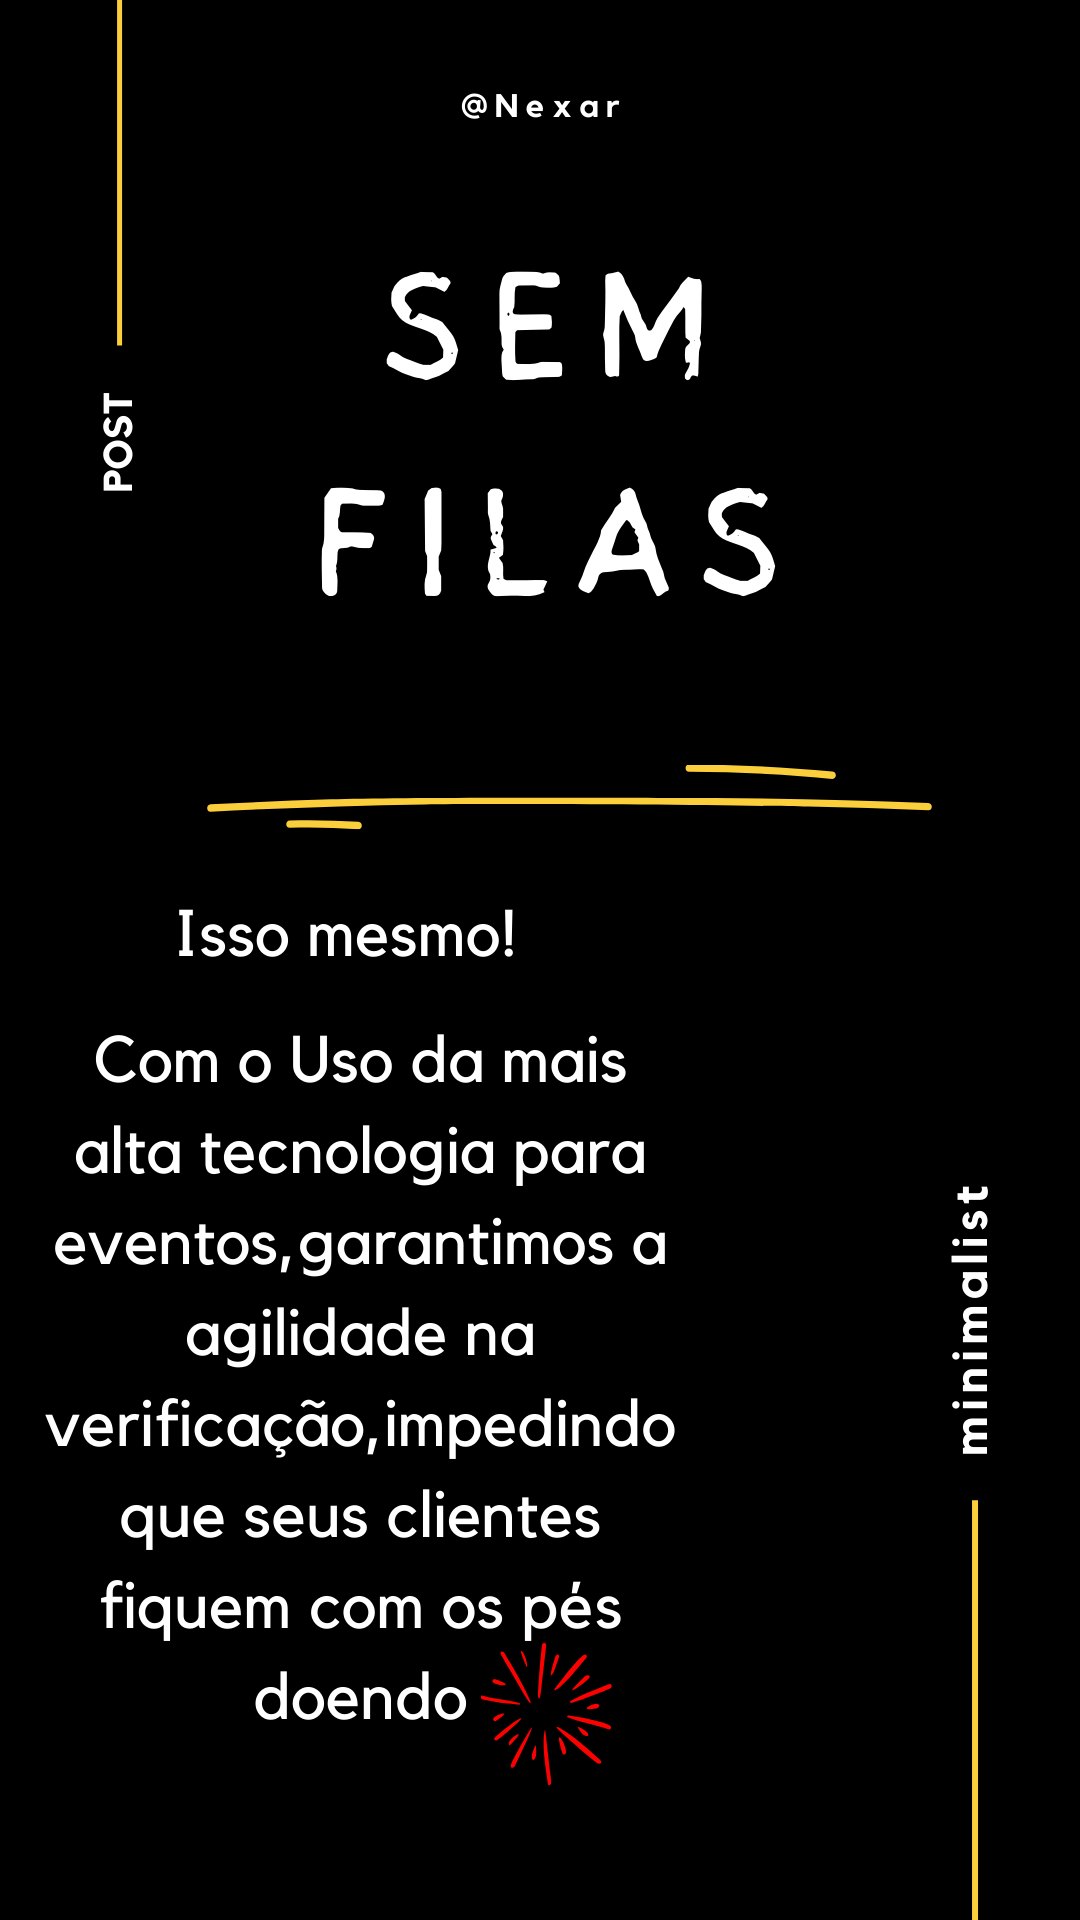 @Nexar
SEM
FILAS
POST
Isso mesmo!
Com o Uso da mais
alta tecnologia para
eventos,garantimos a
agilidade na
verificação,impedindo
que seus clientes
fiquem com os pés
doendo
minimalist